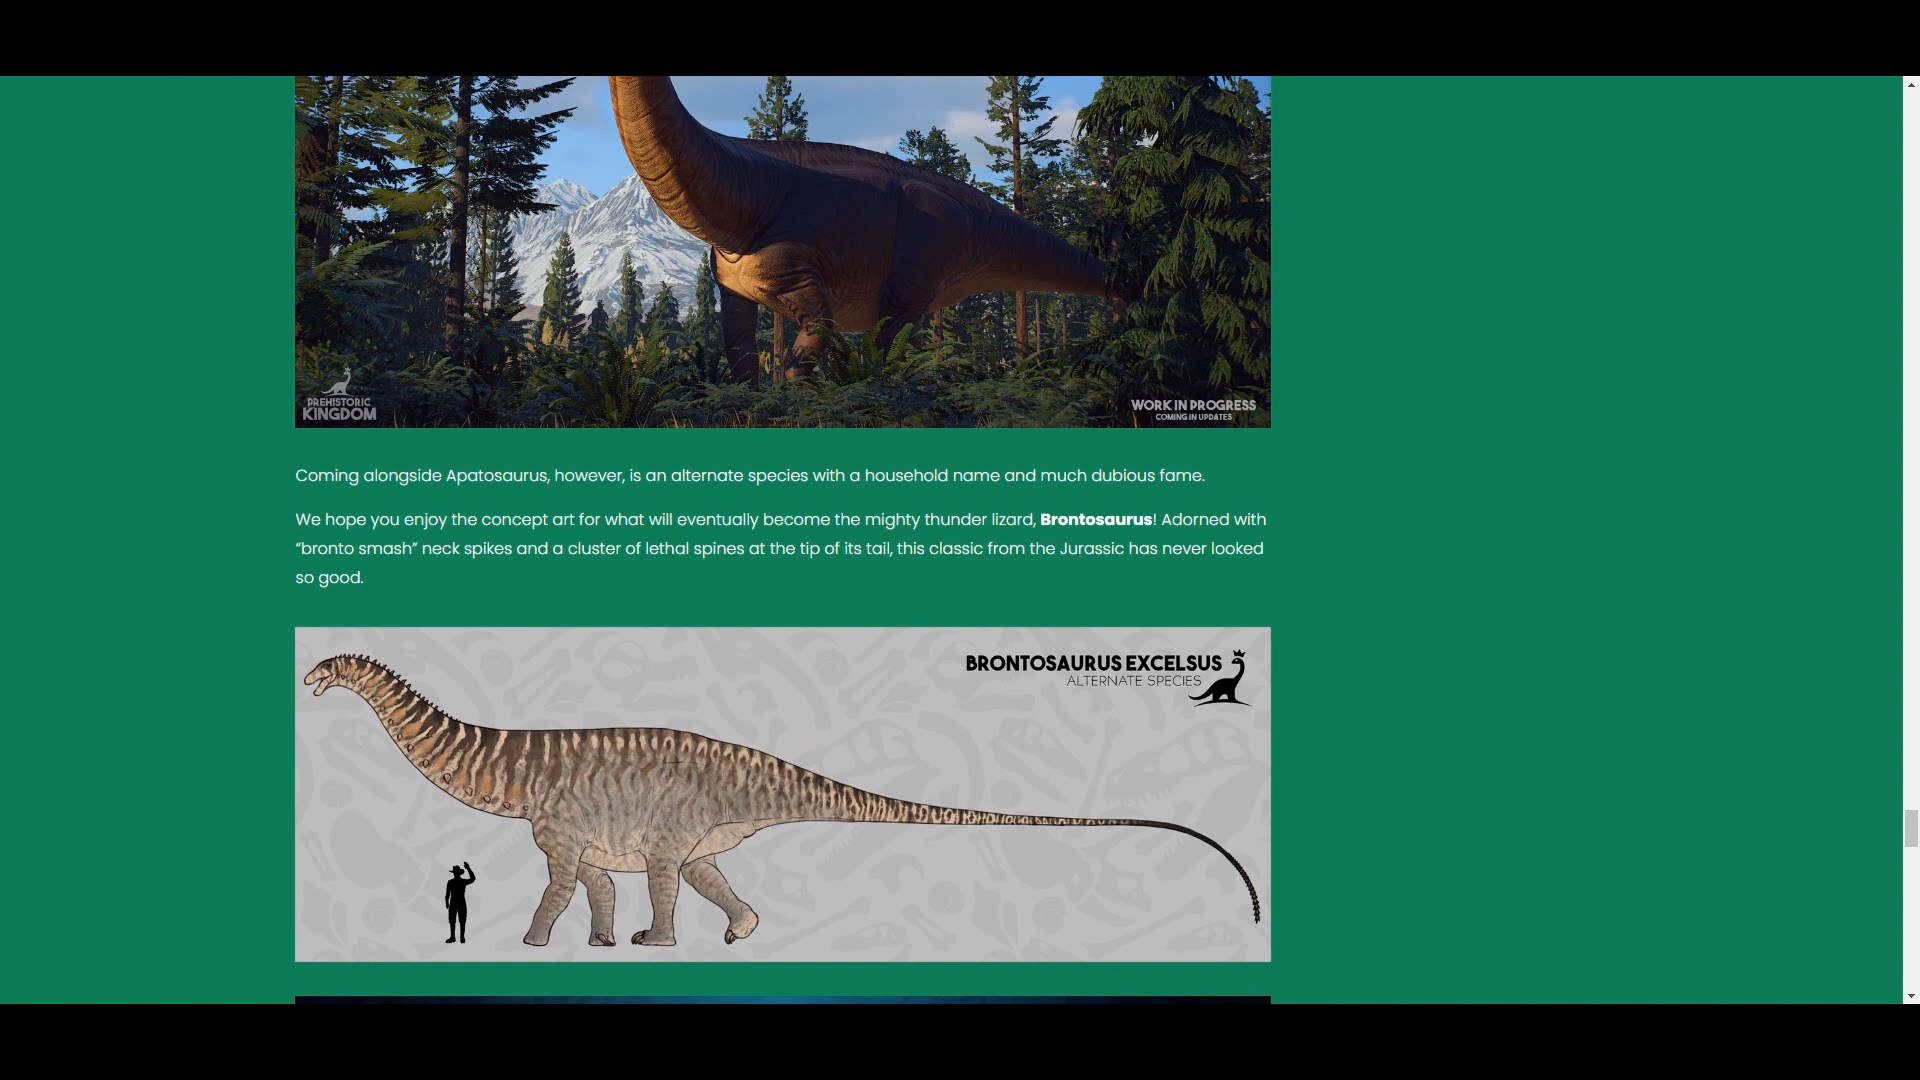 PREHISTORIC
KINGDOM
WORK IN PROGRESS
COMING IN UPDATES
Coming alongside Apatosaurus, however, is an alternate species with a household name and much dubious fame.
We hope you enjoy the concept art for what will eventually become the mighty thunder lizard, Brontosaurus! Adorned with
“bronto smash” neck spikes and a cluster of lethal spines at the tip of its tail, this classic from the Jurassic has never looked
so good.
BRONTOSAURUS EXCELSUS
ALTERNATE SPECIES